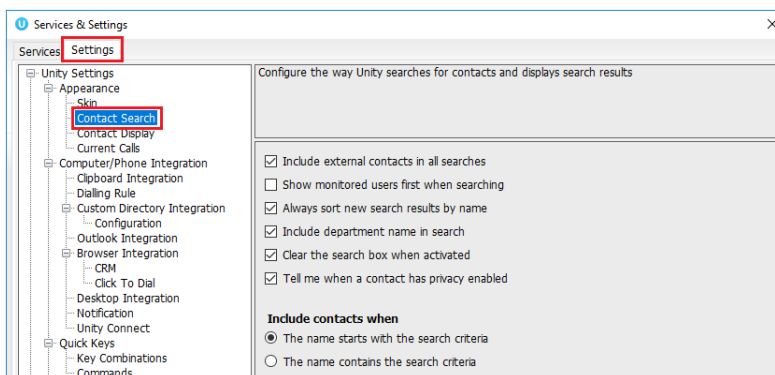 Services & Settings
Services
Settings
Unity Settings
Appearance
Skin
Contact Search
Contact Display
Current Calls
Computer/Phone Integration
Clipboard Integration
Dialling Rule
Custom Directory Integration
Configuration
Outlook Integration
Browser Integration
CRM
Click To Dial
Desktop Integration
Notification
Unity Connect
Quick Keys
Key Combinations
Commands
Configure the way Unity searches for contacts and displays search results
Include external contacts in all searches
Show monitored users first when searching
Always sort new search results by name
Include department name in search
Clear the search box when activated
Tell me when a contact has privacy enabled
Include contacts when
The name starts with the search criteria
The name contains the search criteria